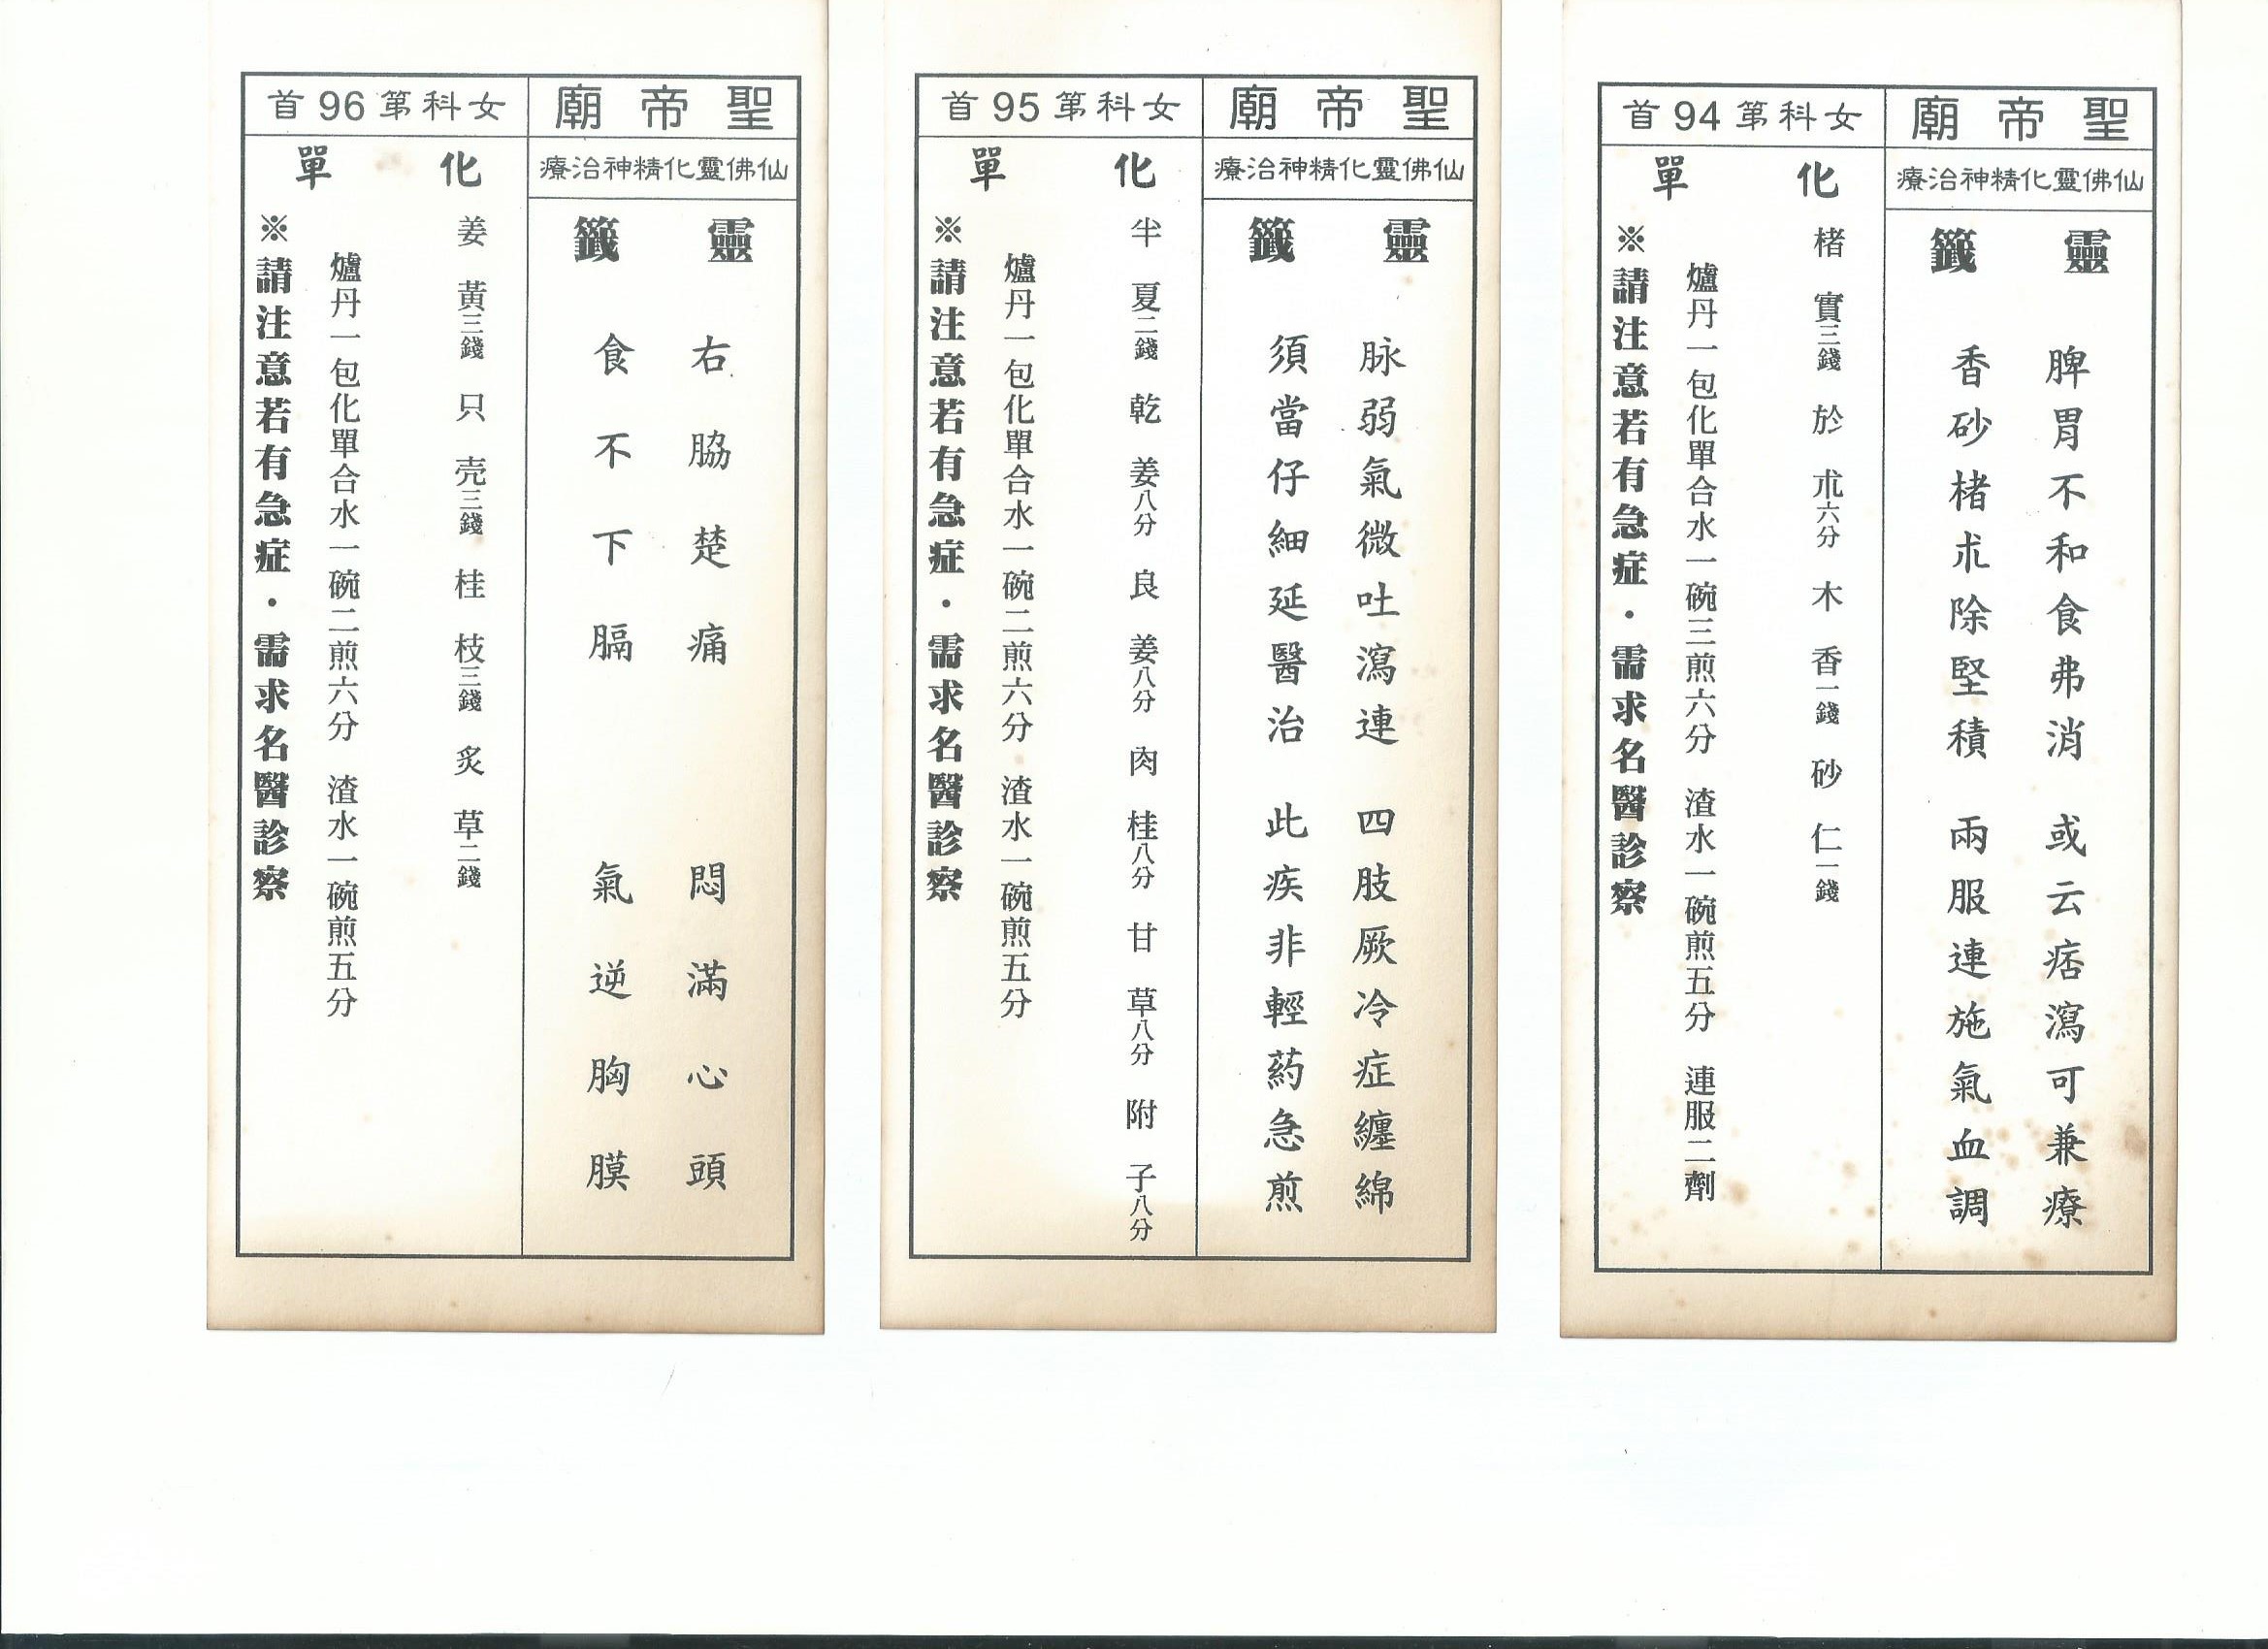 聖帝廟
女科第94首
仙佛靈化精神治療
靈籤
脾胃不和食弗消 或云痞瀉可兼療
香砂楮朮除堅積 兩服連施氣血調
化單
楮實三錢 於朮六分 木香一錢 砂仁一錢
爐丹一包化單合水一碗三煎六分 渣水一碗煎五分 連服二劑
※請注意若有急症．需求名醫診察
聖帝廟
女科第95首
仙佛靈化精神治療
靈籤
脉弱氣微吐瀉連 四肢厥冷症纏綿
須當仔細延醫治 此疾非輕葯急煎
化單
半夏二錢 乾姜八分 良姜八分 肉桂八分 甘草八分 附子八分
爐丹一包化單合水一碗二煎六分 渣水一碗煎五分
※請注意若有急症．需求名醫診察
聖帝廟
女科第96首
仙佛靈化精神治療
靈籤
右脇楚痛 悶滿心頭
食不下膈 氣逆胸膜
化單
姜黃三錢 只壳三錢 桂枝三錢 炙草二錢
爐丹一包化單合水一碗二煎六分 渣水一碗煎五分
※請注意若有急症．需求名醫診察